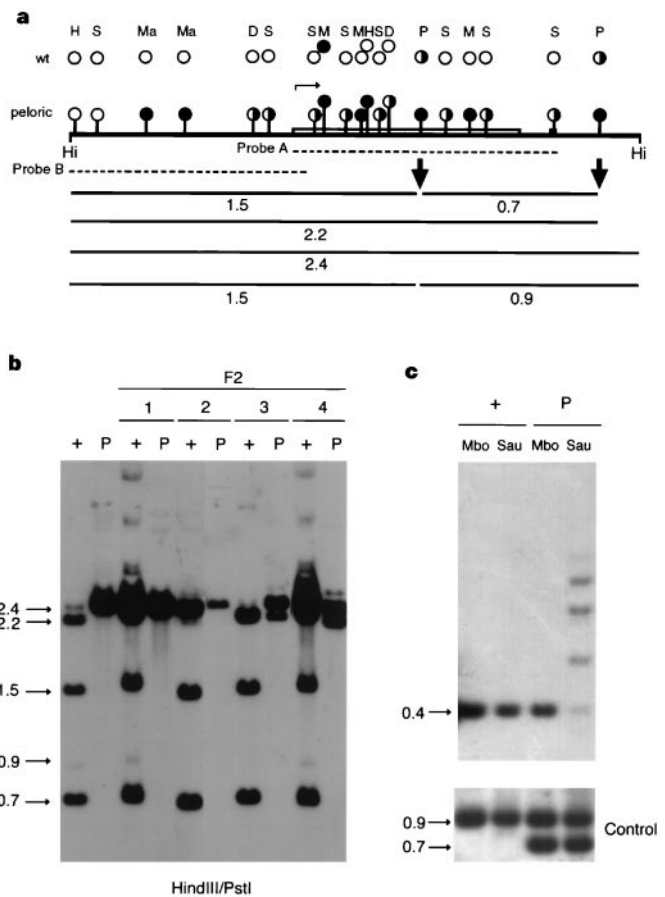 a
H S Ma Ma D S S M S M H S D P S M S S P
wt
peloric
Hi Probe A Hi
Probe B
1.5 0.7
2.2
2.4
1.5 0.9
b
F2
1 2 3 4
+ P + P + P + P + P
2.4
2.2
1.5
0.9
0.7
HindIII/PstI
c
+ P
Mbo Sau Mbo Sau
0.4
0.9
0.7
Control